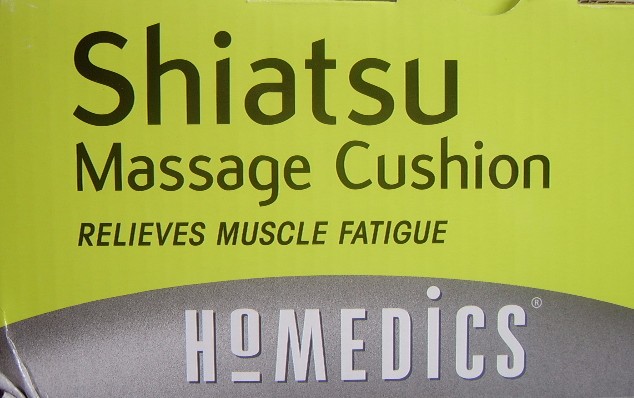 Shiatsu
Massage Cushion
RELIEVES MUSCLE FATIGUE
HoMEDiCS®